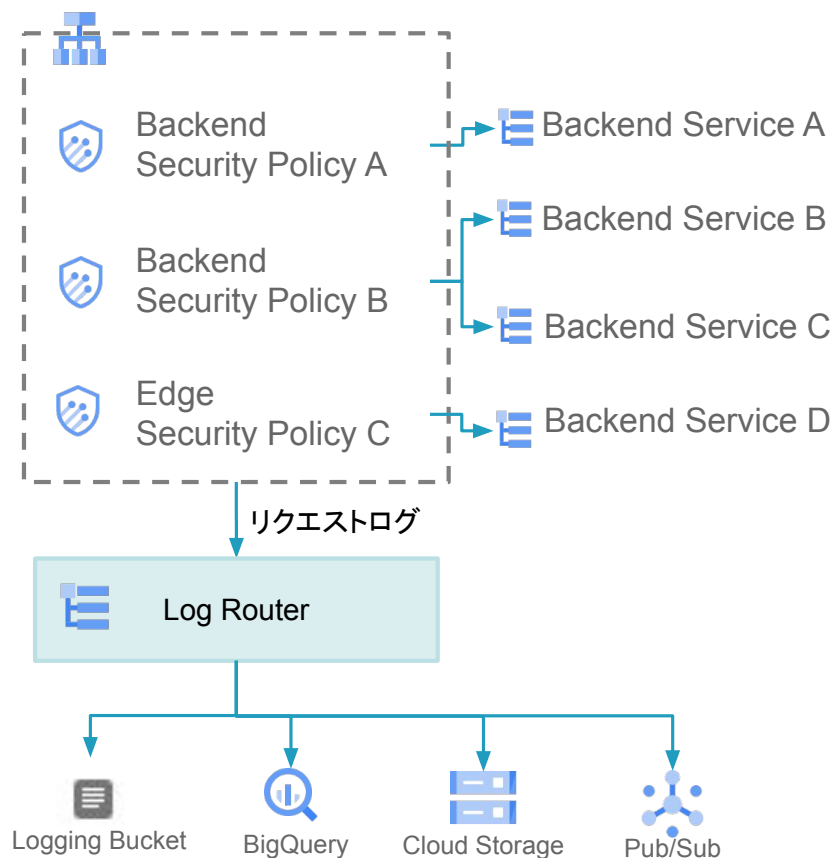 Backend
Security Policy A
Backend Service A
Backend Service B
Backend
Security Policy B
Backend Service C
Edge
Security Policy C
Backend Service D
リクエストログ
Log Router
Logging Bucket
BigQuery
Cloud Storage
Pub/Sub